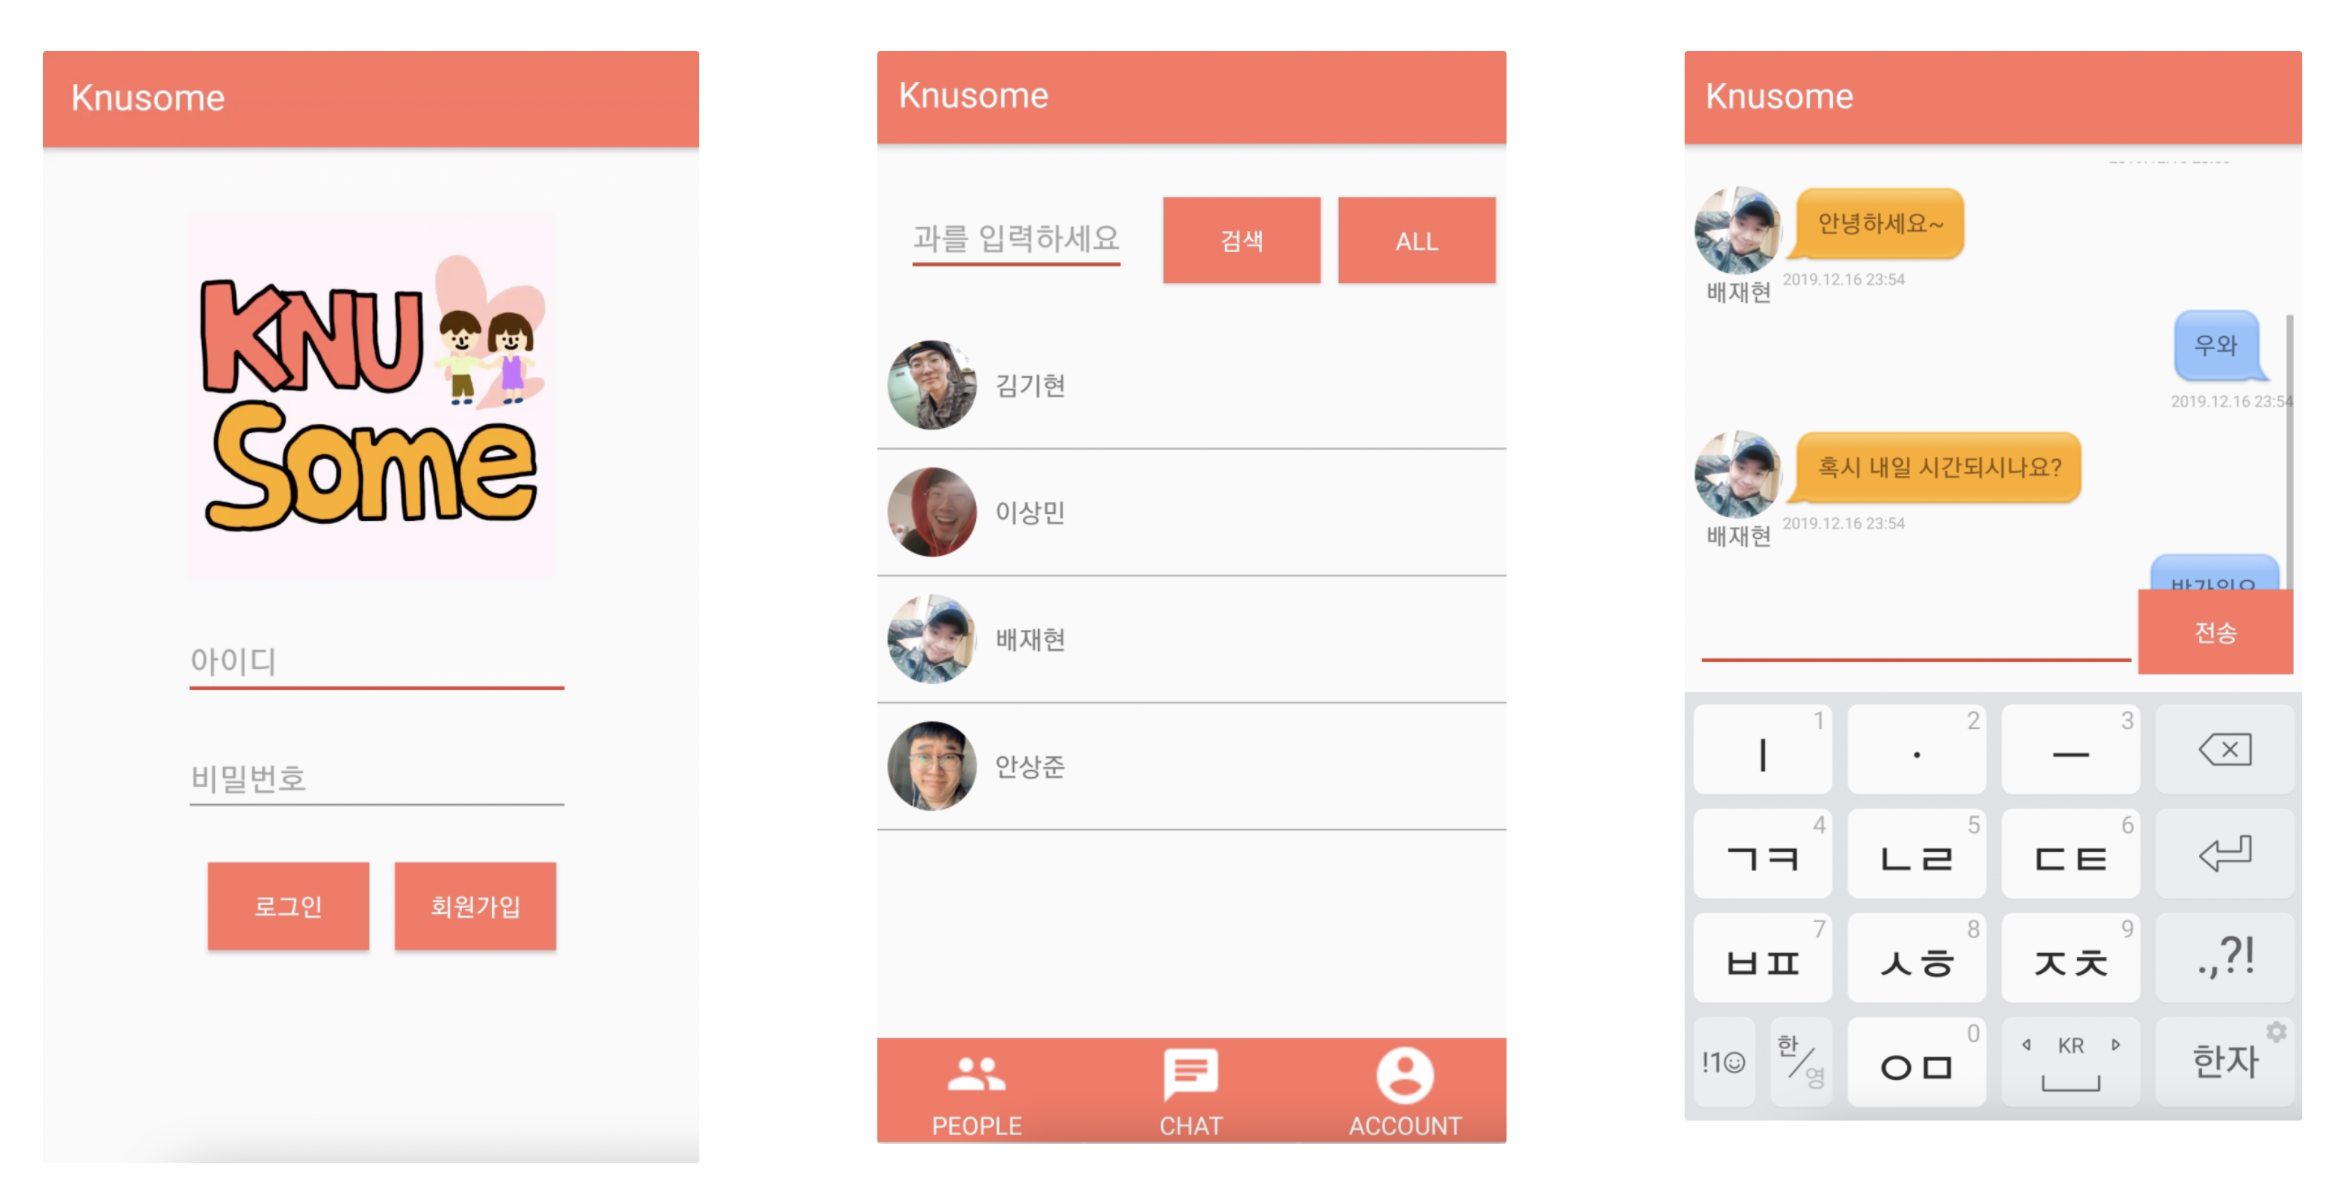 Knusome
KNU
Some
아이디
비밀번호
로그인
회원가입
Knusome
과를 입력하세요
검색
ALL
김기현
이상민
배재현
안상준
PEOPLE
CHAT
ACCOUNT
Knusome
안녕하세요~
배재현
2019.12.16 23:54
우와
2019.12.16 23:54
혹시 내일 시간되시나요?
배재현
2019.12.16 23:54
전송
ㅣ 1
· 2
ㅡ 3
ㄱㅋ 4
ㄴㄹ 5
ㄷㅌ 6
ㅂㅍ 7
ㅅㅎ 8
ㅈㅊ 9
.,?!
!1☺
한/영
ㅇㅁ 0
KR
한자